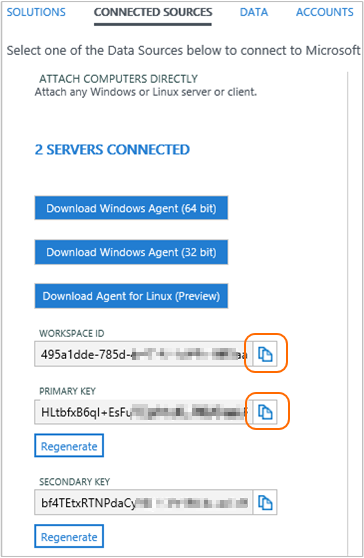 SOLUTIONS CONNECTED SOURCES DATA ACCOUNTS
Select one of the Data Sources below to connect to Microsoft
ATTACH COMPUTERS DIRECTLY
Attach any Windows or Linux server or client.
2 SERVERS CONNECTED
Download Windows Agent (64 bit)
Download Windows Agent (32 bit)
Download Agent for Linux (Preview)
WORKSPACE ID
495a1dde-785d-
PRIMARY KEY
HLtbfxB6qI+EsFu
Regenerate
SECONDARY KEY
bf4TEtxRTNPdaCy
Regenerate